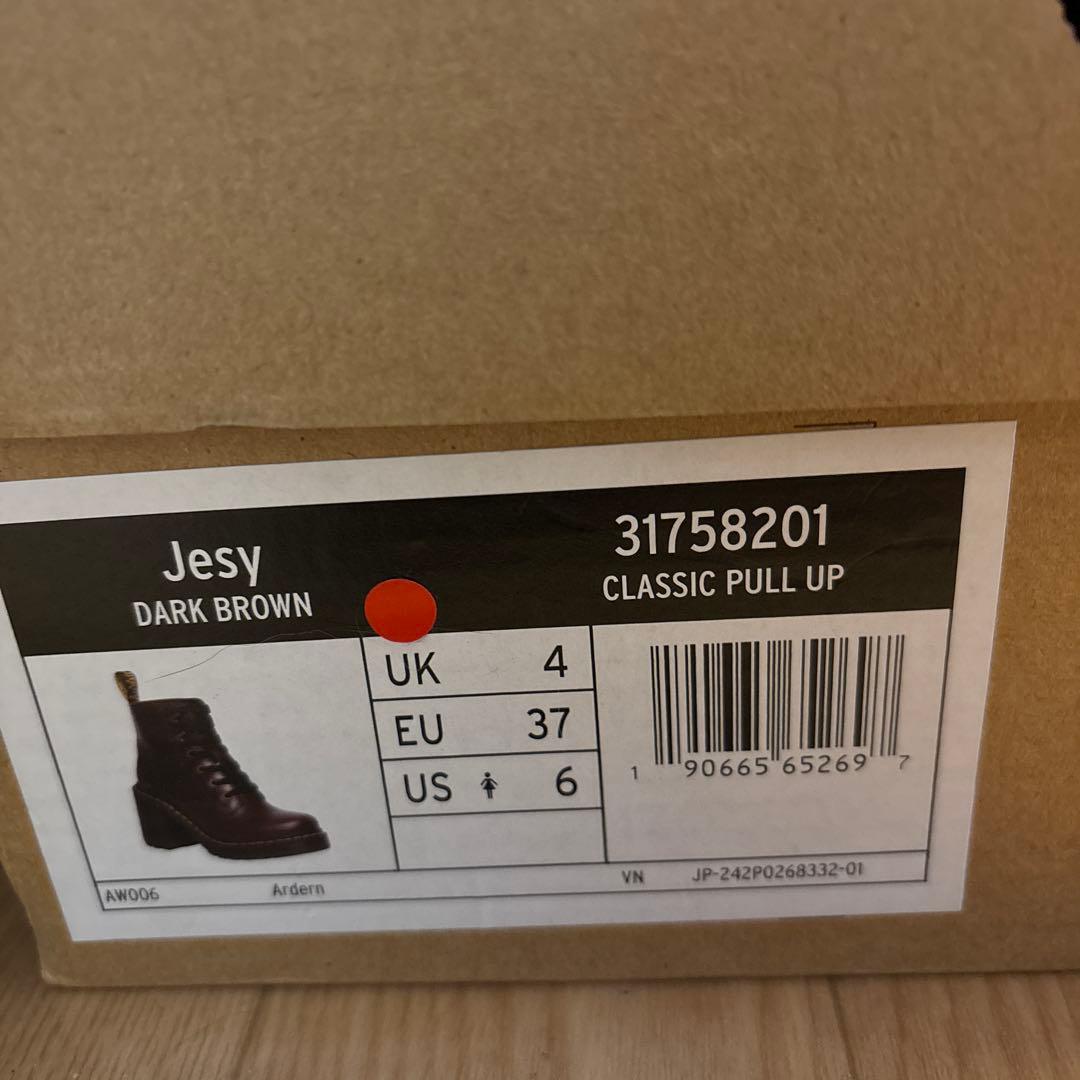 Jesy
DARK BROWN
31758201
CLASSIC PULL UP
UK 4
EU 37
US 6
1 90665 65269 7
AW006 Ardern VN JP-242P0268332-01